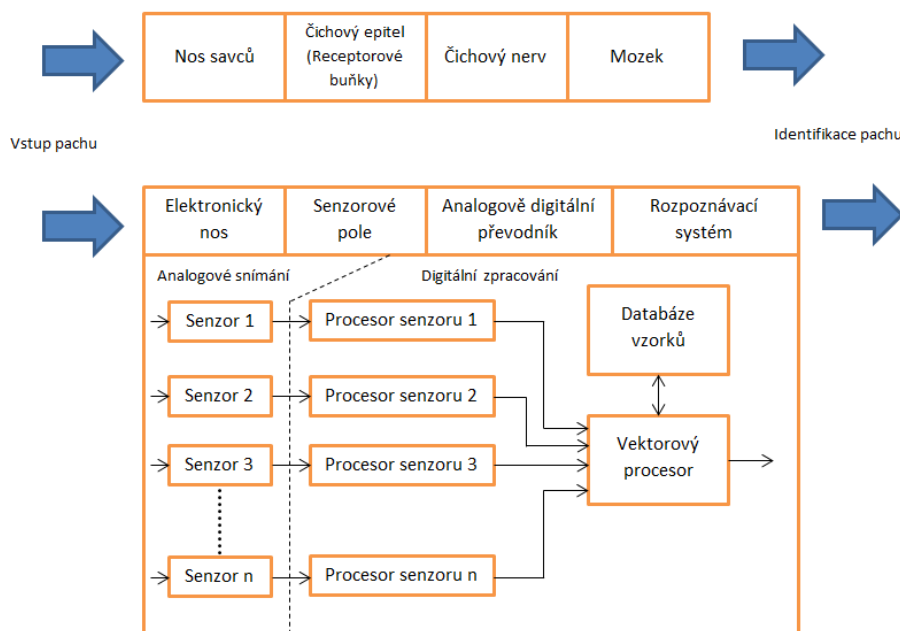 Nos savců
Čichový epitel
(Receptorové
buňky)
Čichový nerv
Mozek
Vstup pachu
Identifikace pachu
Elektronický
nos
Senzorové
pole
Analogově digitální
převodník
Rozpoznávací
systém
Analogové snímání
Digitální zpracování
Senzor 1
Procesor senzoru 1
Databáze
vzorků
Senzor 2
Procesor senzoru 2
Senzor 3
Procesor senzoru 3
Vektorový
procesor
Senzor n
Procesor senzoru n